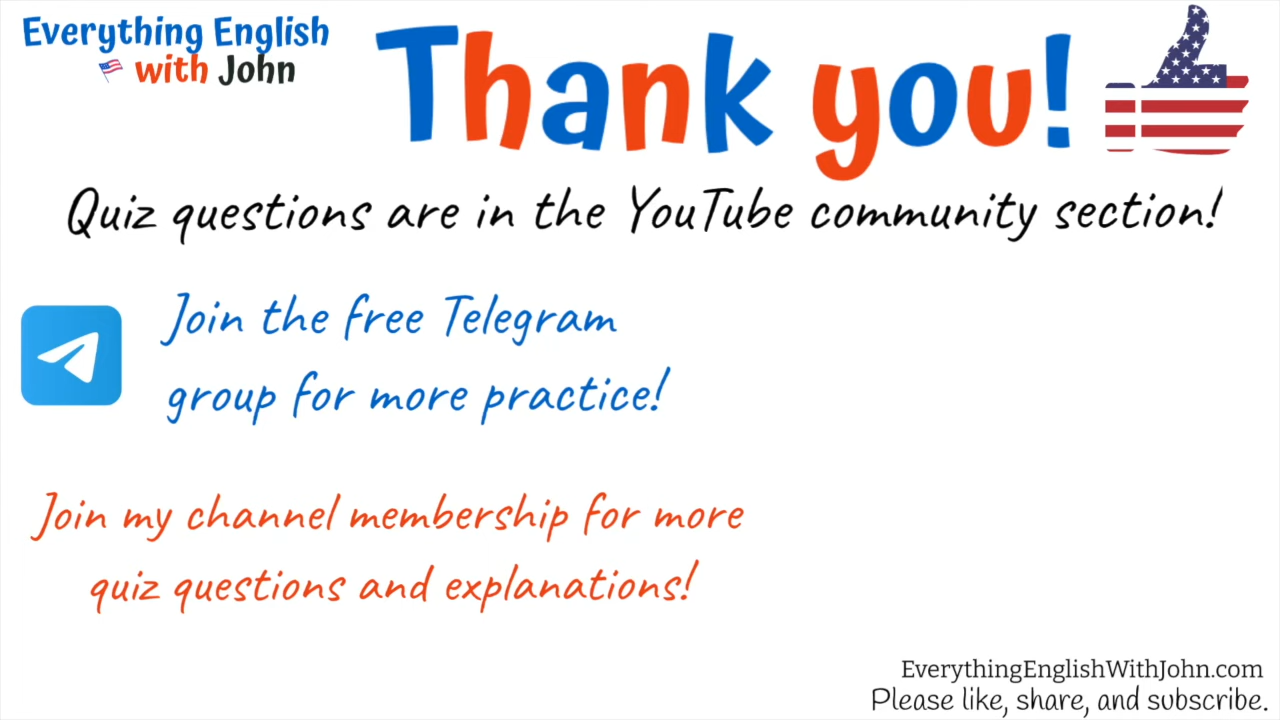 Everything English
with John
Thank you!
Quiz questions are in the YouTube community section!
Join the free Telegram
group for more practice!
Join my channel membership for more
quiz questions and explanations!
EverythingEnglishWithJohn.com
Please like, share, and subscribe.